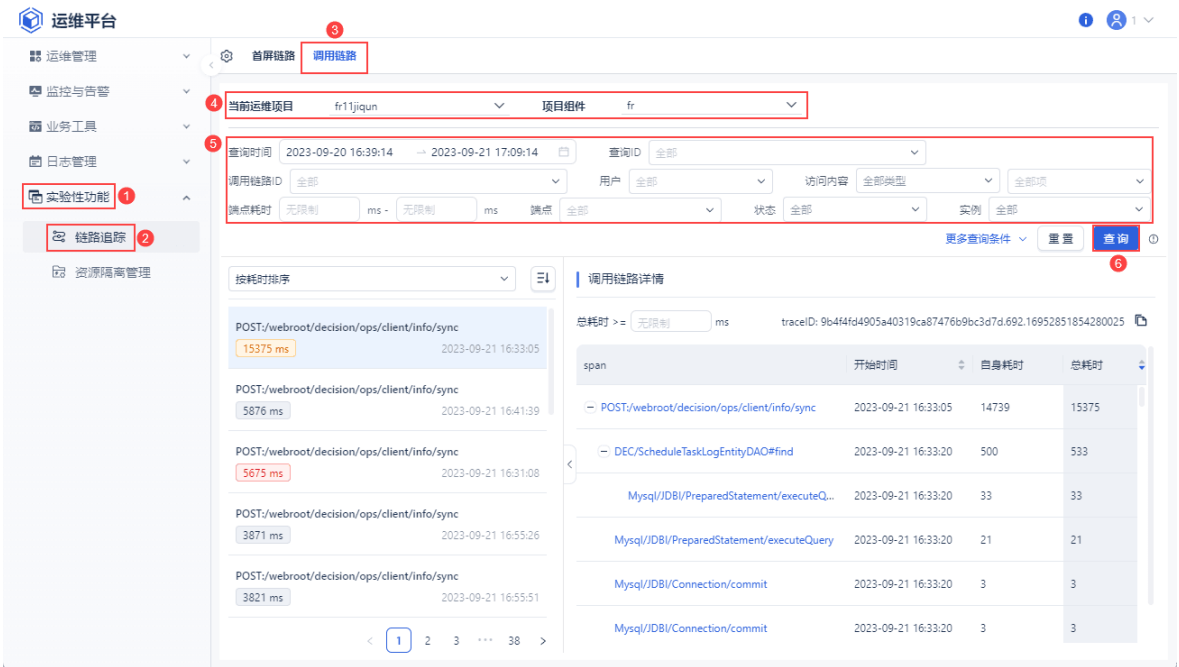 运维平台
1
运维管理
监控与告警
业务工具
日志管理
实验性功能
1
链路追踪
2
资源隔离管理
3
首屏链路 调用链路
4
当前运维项目 fr11jiqun 项目组件 fr
5
查询时间 2023-09-20 16:39:14 → 2023-09-21 17:09:14 查询ID 全部
调用链路ID 全部 用户 全部 访问内容 全部类型 全部项
端点耗时 无限制 ms - 无限制 ms 端点 全部 状态 全部 实例 全部
更多查询条件 重置 查询
6
按耗时排序
POST:/webroot/decision/ops/client/info/sync
15375 ms 2023-09-21 16:33:05
POST:/webroot/decision/ops/client/info/sync
5876 ms 2023-09-21 16:41:39
POST:/webroot/decision/ops/client/info/sync
5675 ms 2023-09-21 16:31:08
POST:/webroot/decision/ops/client/info/sync
3871 ms 2023-09-21 16:55:26
POST:/webroot/decision/ops/client/info/sync
3821 ms 2023-09-21 16:55:51
< 1 2 3 ••• 38 >
调用链路详情
总耗时 >= 无限制 ms traceID: 9b4f4fd4905a40319ca87476b9bc3d7d.692.16952851854280025
span 开始时间 自身耗时 总耗时
POST:/webroot/decision/ops/client/info/sync 2023-09-21 16:33:05 14739 15375
DEC/ScheduleTaskLogEntityDAO#find 2023-09-21 16:33:20 500 533
Mysql/JDBI/PreparedStatement/executeQ... 2023-09-21 16:33:20 33 33
Mysql/JDBI/PreparedStatement/executeQuery 2023-09-21 16:33:20 21 21
Mysql/JDBI/Connection/commit 2023-09-21 16:33:20 3 3
Mysql/JDBI/Connection/commit 2023-09-21 16:33:20 3 3